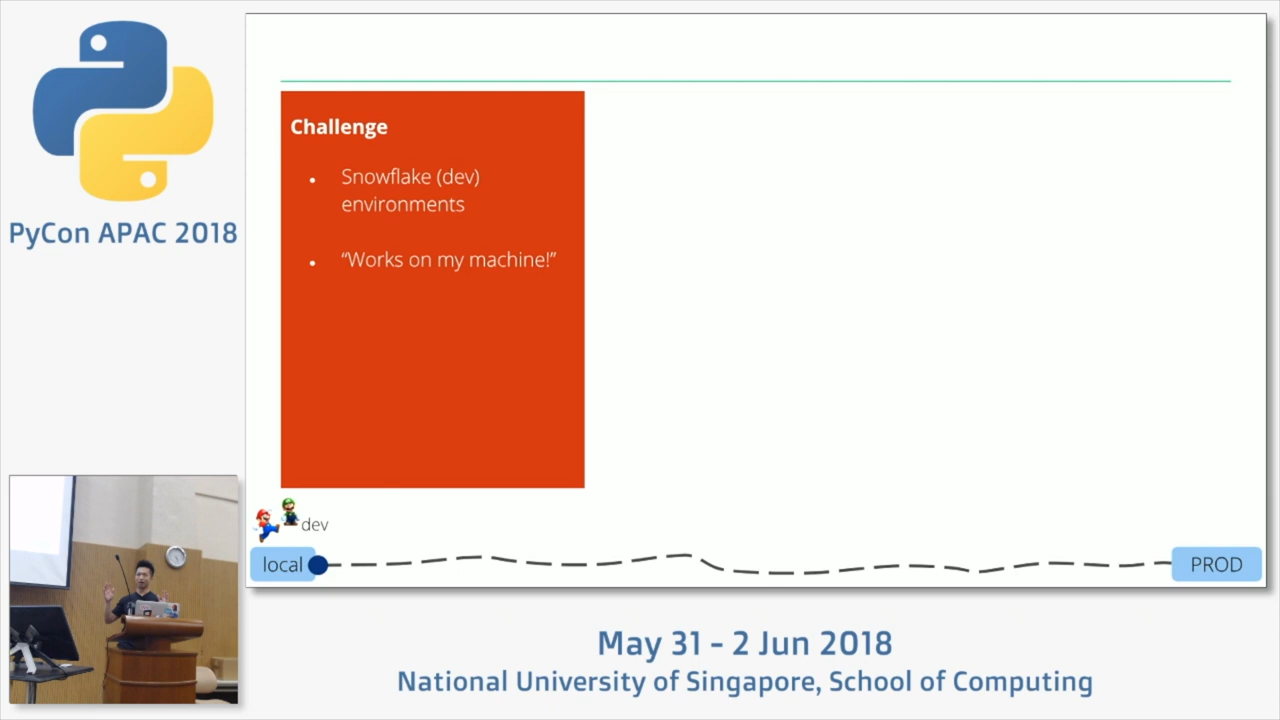 PyCon APAC 2018
Challenge
• Snowflake (dev)
environments
• “Works on my machine!”
dev
local
PROD
May 31 - 2 Jun 2018
National University of Singapore, School of Computing